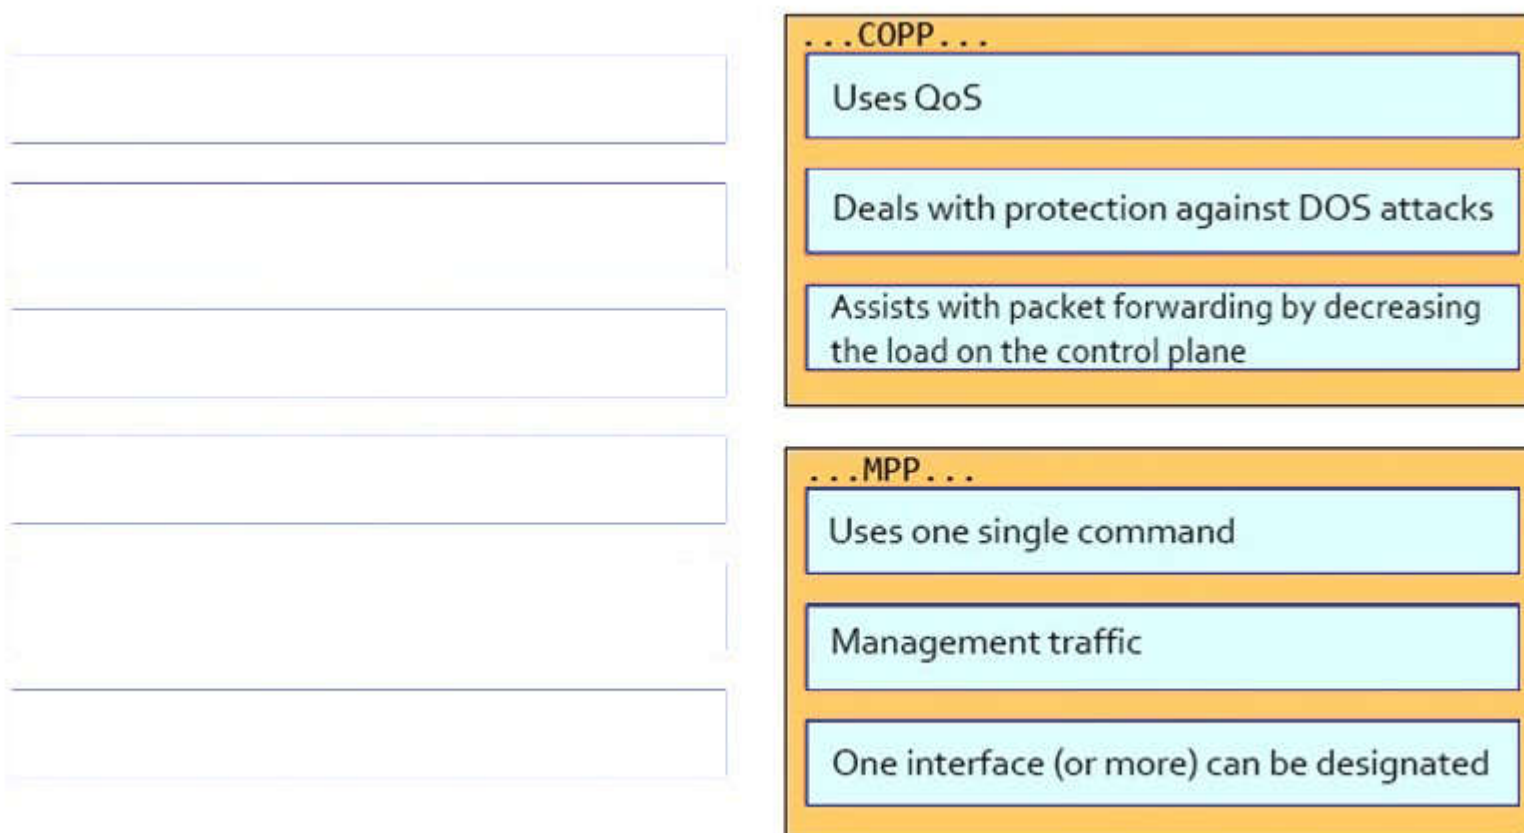 ...COPP...
Uses QoS
Deals with protection against DOS attacks
Assists with packet forwarding by decreasing
the load on the control plane
...MPP...
Uses one single command
Management traffic
One interface (or more) can be designated